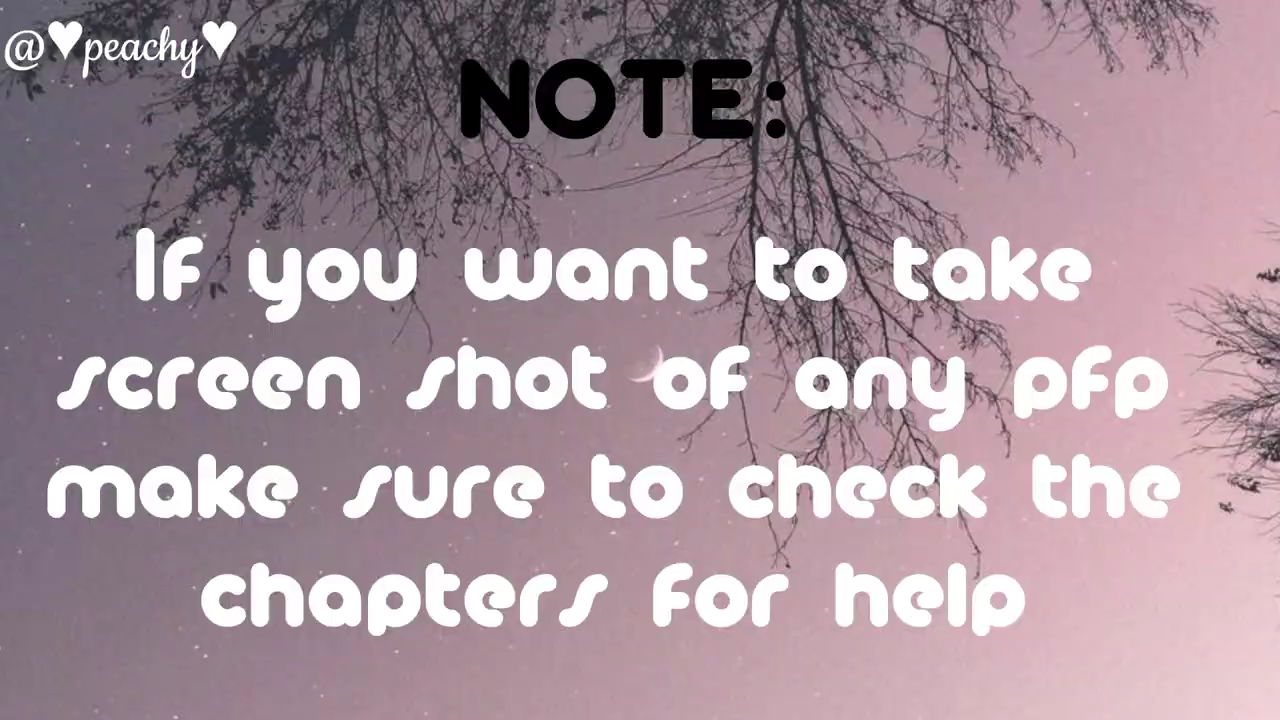 @♥peachy♥
NOTE:
If you want to take
screen shot of any pfp
make sure to check the
chapters for help